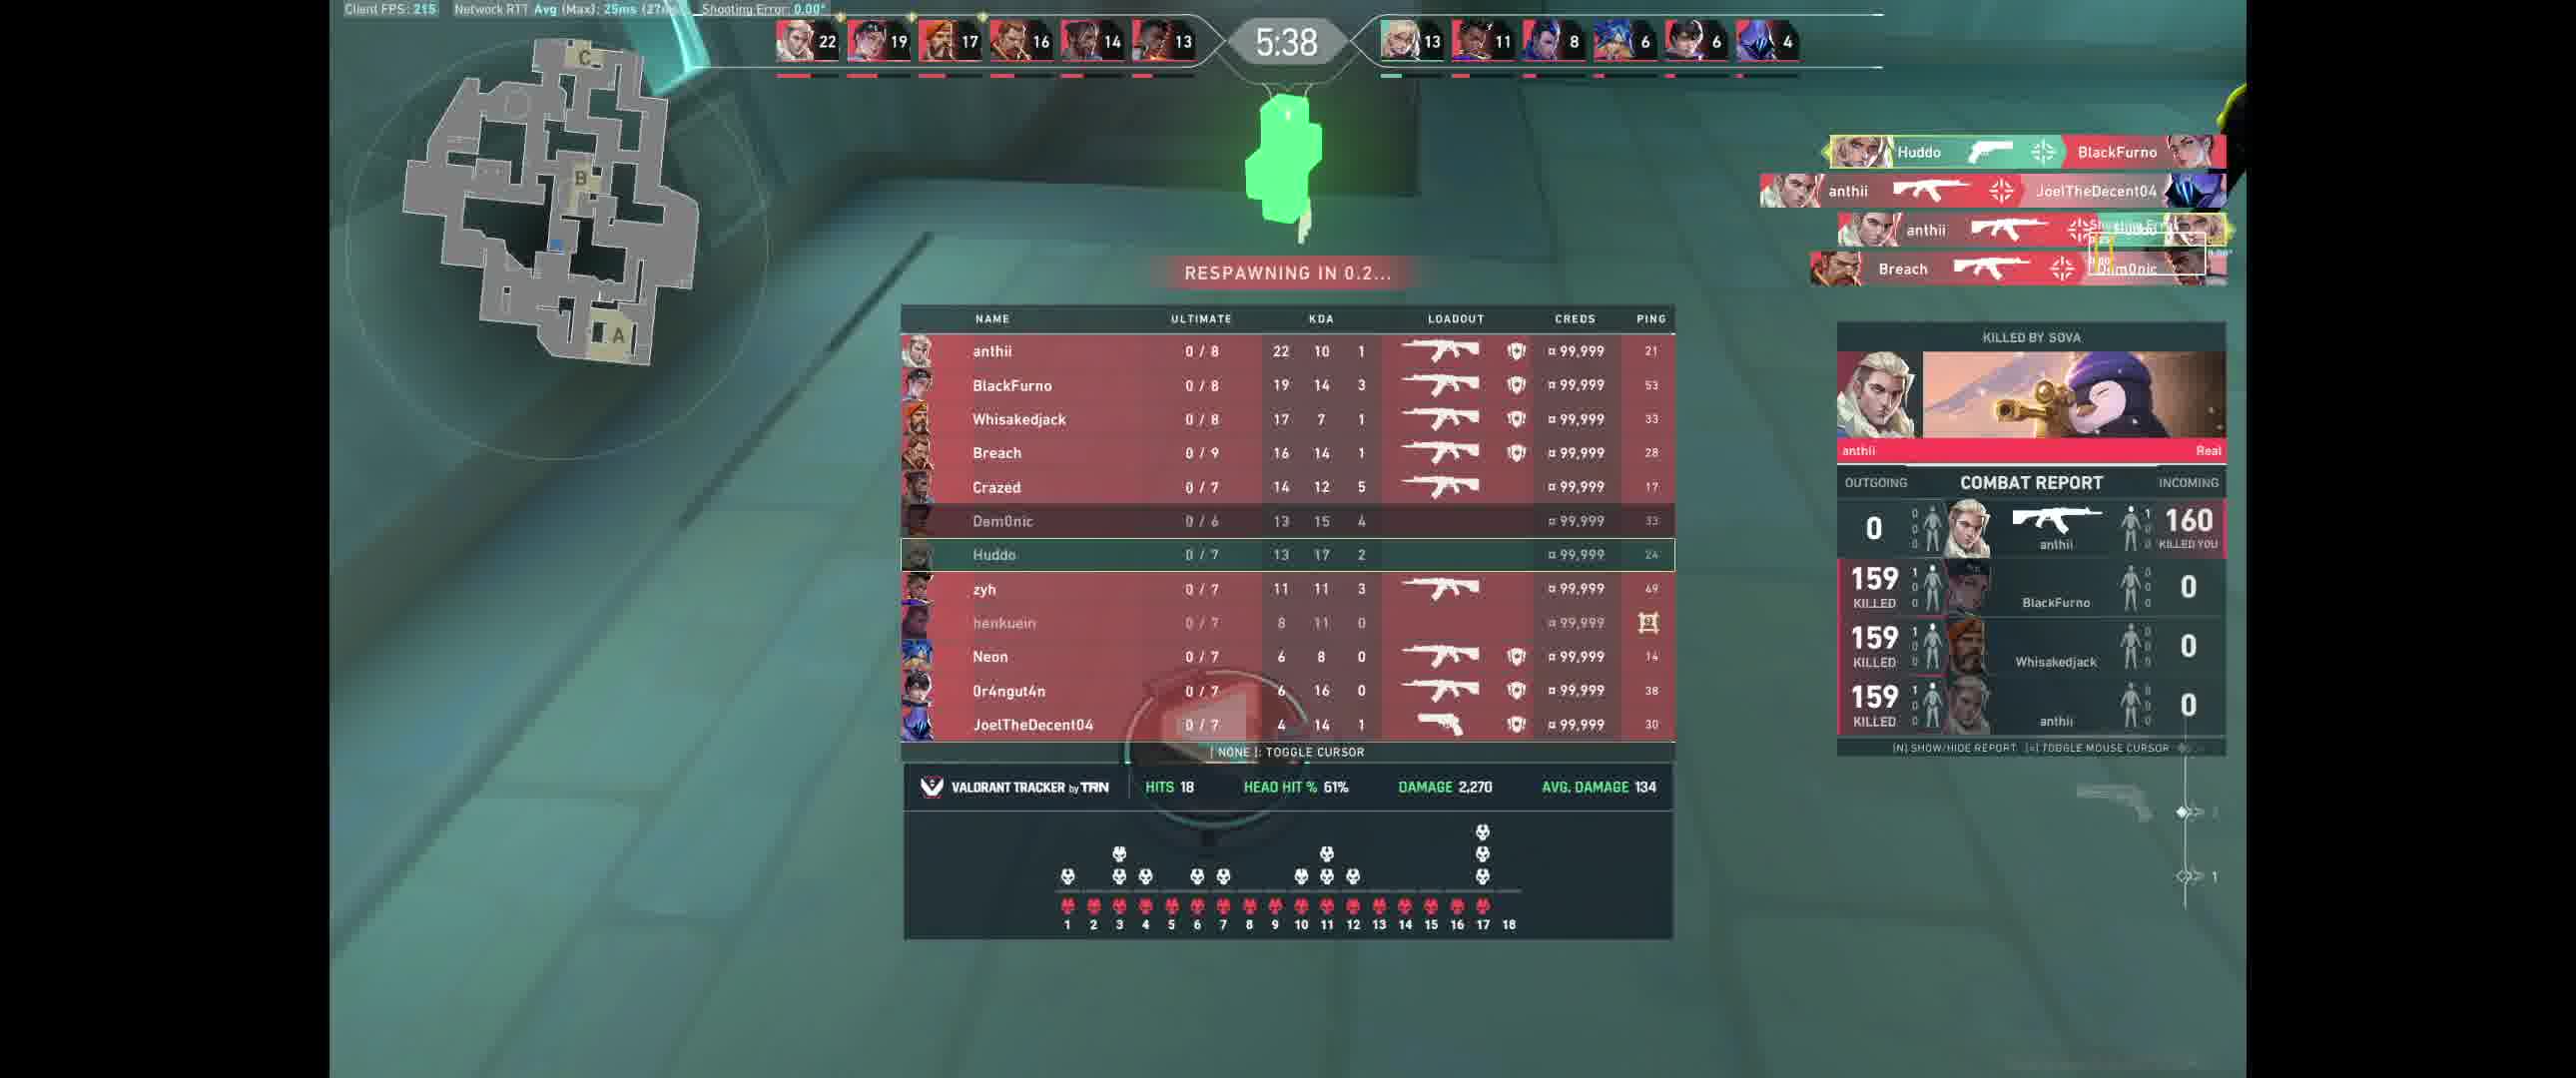 Client FPS: 215 Network RTT Avg (Max): 25ms Shooting Error: 0.00°
22 19 17 16 14 13 5:38 13 11 8 6 6 4
C
B
A
Huddo BlackFurno
anthii JoelTheDecent04
anthii Huddo
Breach Dem0nic
RESPAWNING IN 0.2...
NAME ULTIMATE KDA LOADOUT CREDS PING
anthii 0 / 8 22 10 1 ¤ 99,999 21
BlackFurno 0 / 8 19 14 3 ¤ 99,999 53
Whisakedjack 0 / 8 17 7 1 ¤ 99,999 33
Breach 0 / 9 16 14 1 ¤ 99,999 28
Crazed 0 / 7 14 12 5 ¤ 99,999 17
Dem0nic 0 / 6 13 15 4 ¤ 99,999 33
Huddo 0 / 7 13 17 2 ¤ 99,999 24
zyh 0 / 7 11 11 3 ¤ 99,999 49
henkuein 0 / 7 8 11 0 ¤ 99,999
Neon 0 / 7 6 8 0 ¤ 99,999 14
0r4ngut4n 0 / 7 6 16 0 ¤ 99,999 38
JoelTheDecent04 0 / 7 4 14 1 ¤ 99,999 30
[ NONE ]: TOGGLE CURSOR
VALORANT TRACKER by TRN HITS 18 HEAD HIT % 61% DAMAGE 2,270 AVG. DAMAGE 134
1 2 3 4 5 6 7 8 9 10 11 12 13 14 15 16 17 18
KILLED BY SOVA
anthii Real
OUTGOING COMBAT REPORT INCOMING
0 160
anthii KILLED YOU
159 0
KILLED BlackFurno
159 0
KILLED Whisakedjack
159 0
KILLED anthii
[N] SHOW/HIDE REPORT [=] TOGGLE MOUSE CURSOR
1